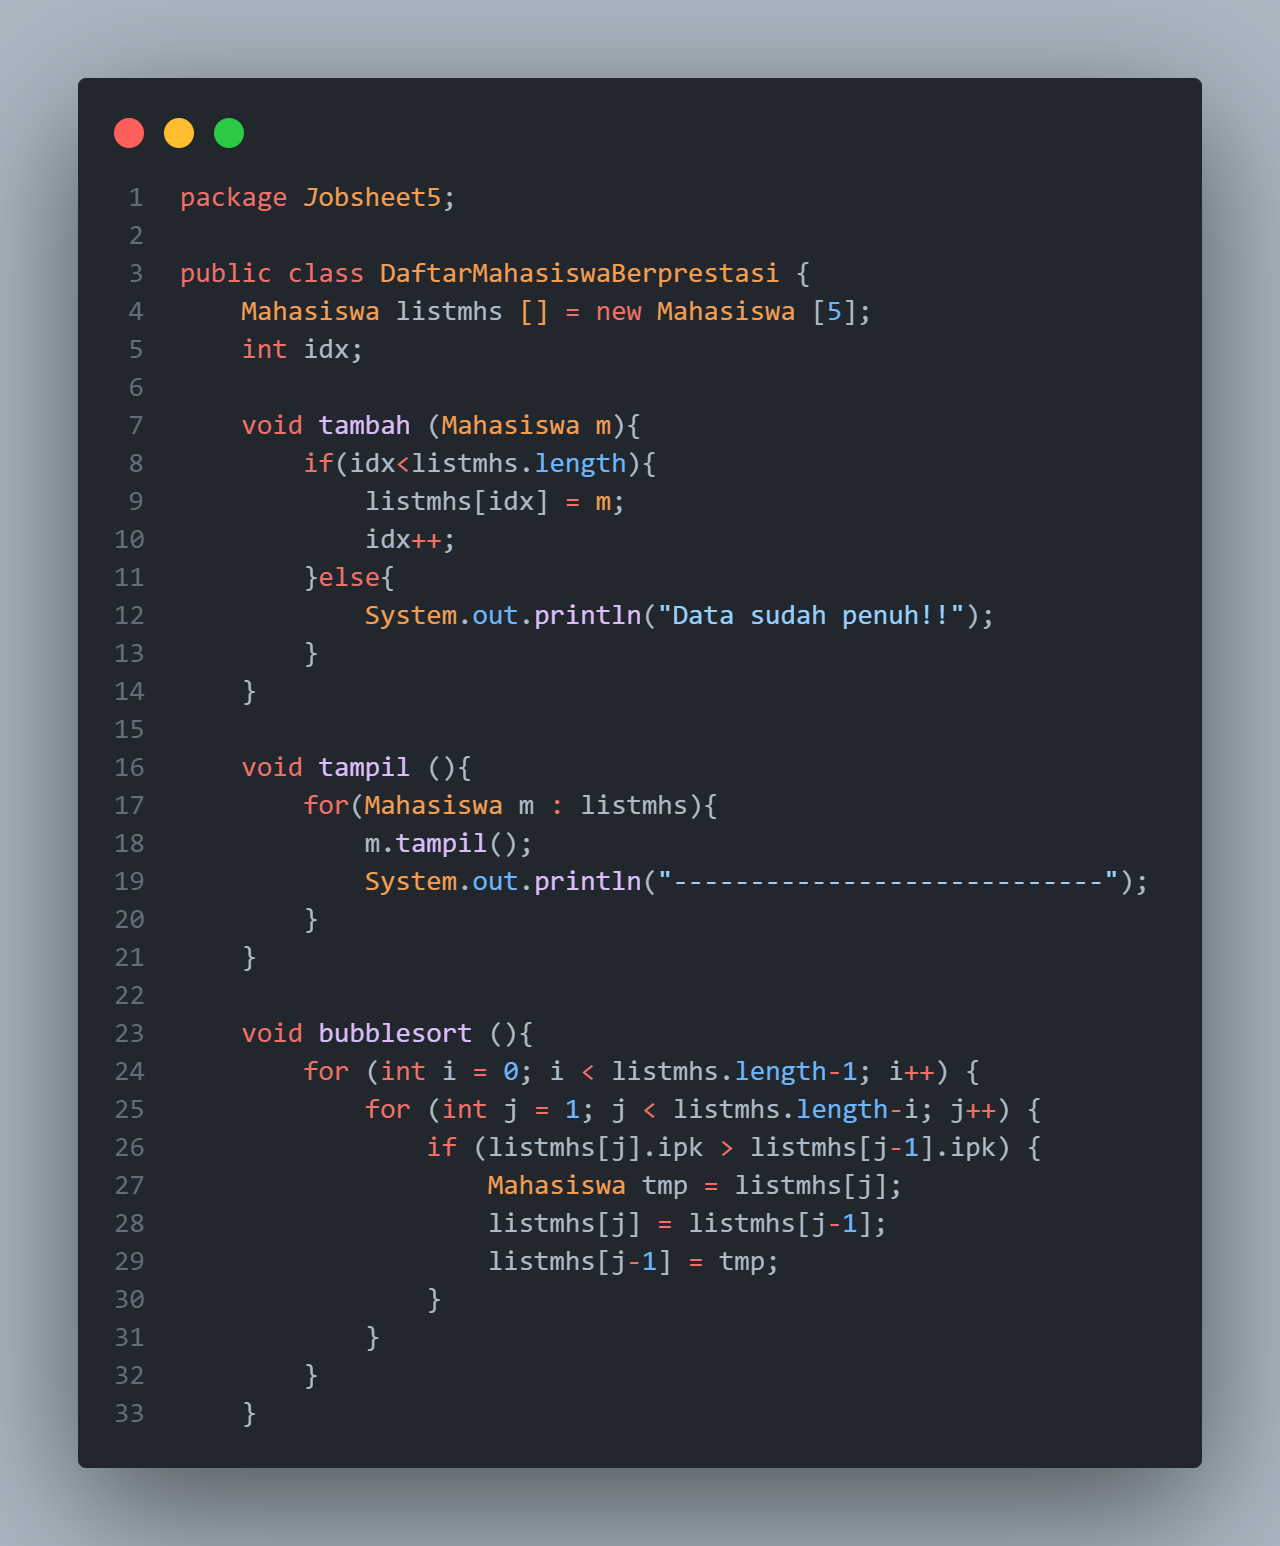 1 package Jobsheet5;
2
3 public class DaftarMahasiswaBerprestasi {
4     Mahasiswa listmhs [] = new Mahasiswa [5];
5     int idx;
6
7     void tambah (Mahasiswa m){
8         if(idx<listmhs.length){
9             listmhs[idx] = m;
10             idx++;
11         }else{
12             System.out.println("Data sudah penuh!!");
13         }
14     }
15
16     void tampil (){
17         for(Mahasiswa m : listmhs){
18             m.tampil();
19             System.out.println("----------------------------");
20         }
21     }
22
23     void bubblesort (){
24         for (int i = 0; i < listmhs.length-1; i++) {
25             for (int j = 1; j < listmhs.length-i; j++) {
26                 if (listmhs[j].ipk > listmhs[j-1].ipk) {
27                     Mahasiswa tmp = listmhs[j];
28                     listmhs[j] = listmhs[j-1];
29                     listmhs[j-1] = tmp;
30                 }
31             }
32         }
33     }